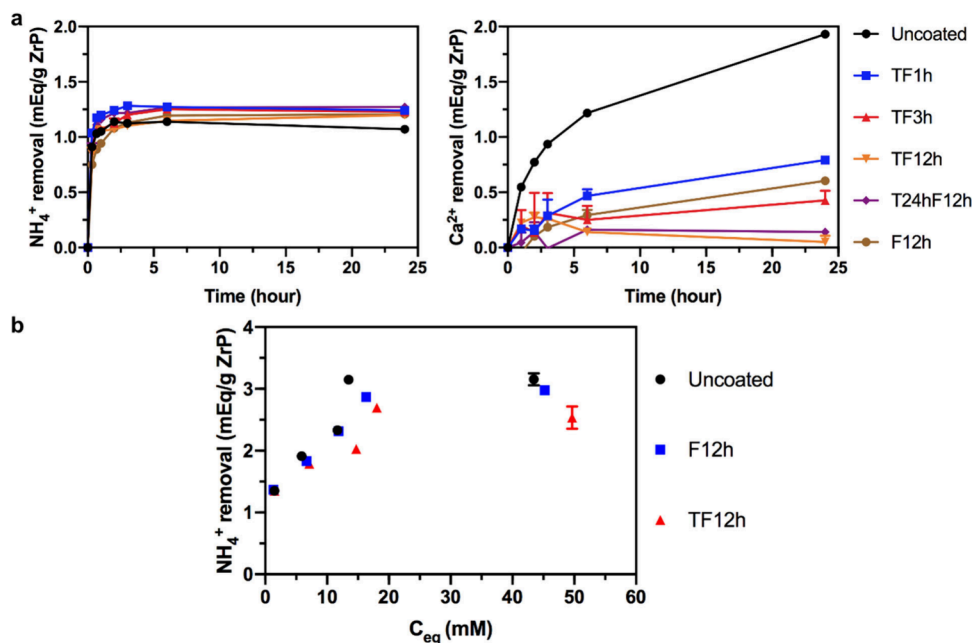 a
NH4+ removal (mEq/g ZrP)
2.0
1.5
1.0
0.5
0.0
0
5
10
15
20
25
Time (hour)
Ca2+ removal (mEq/g ZrP)
2.0
1.5
1.0
0.5
0.0
0
5
10
15
20
25
Time (hour)
Uncoated
TF1h
TF3h
TF12h
T24hF12h
F12h
b
NH4+ removal (mEq/g ZrP)
4
3
2
1
0
0
10
20
30
40
50
60
Ceq (mM)
Uncoated
F12h
TF12h